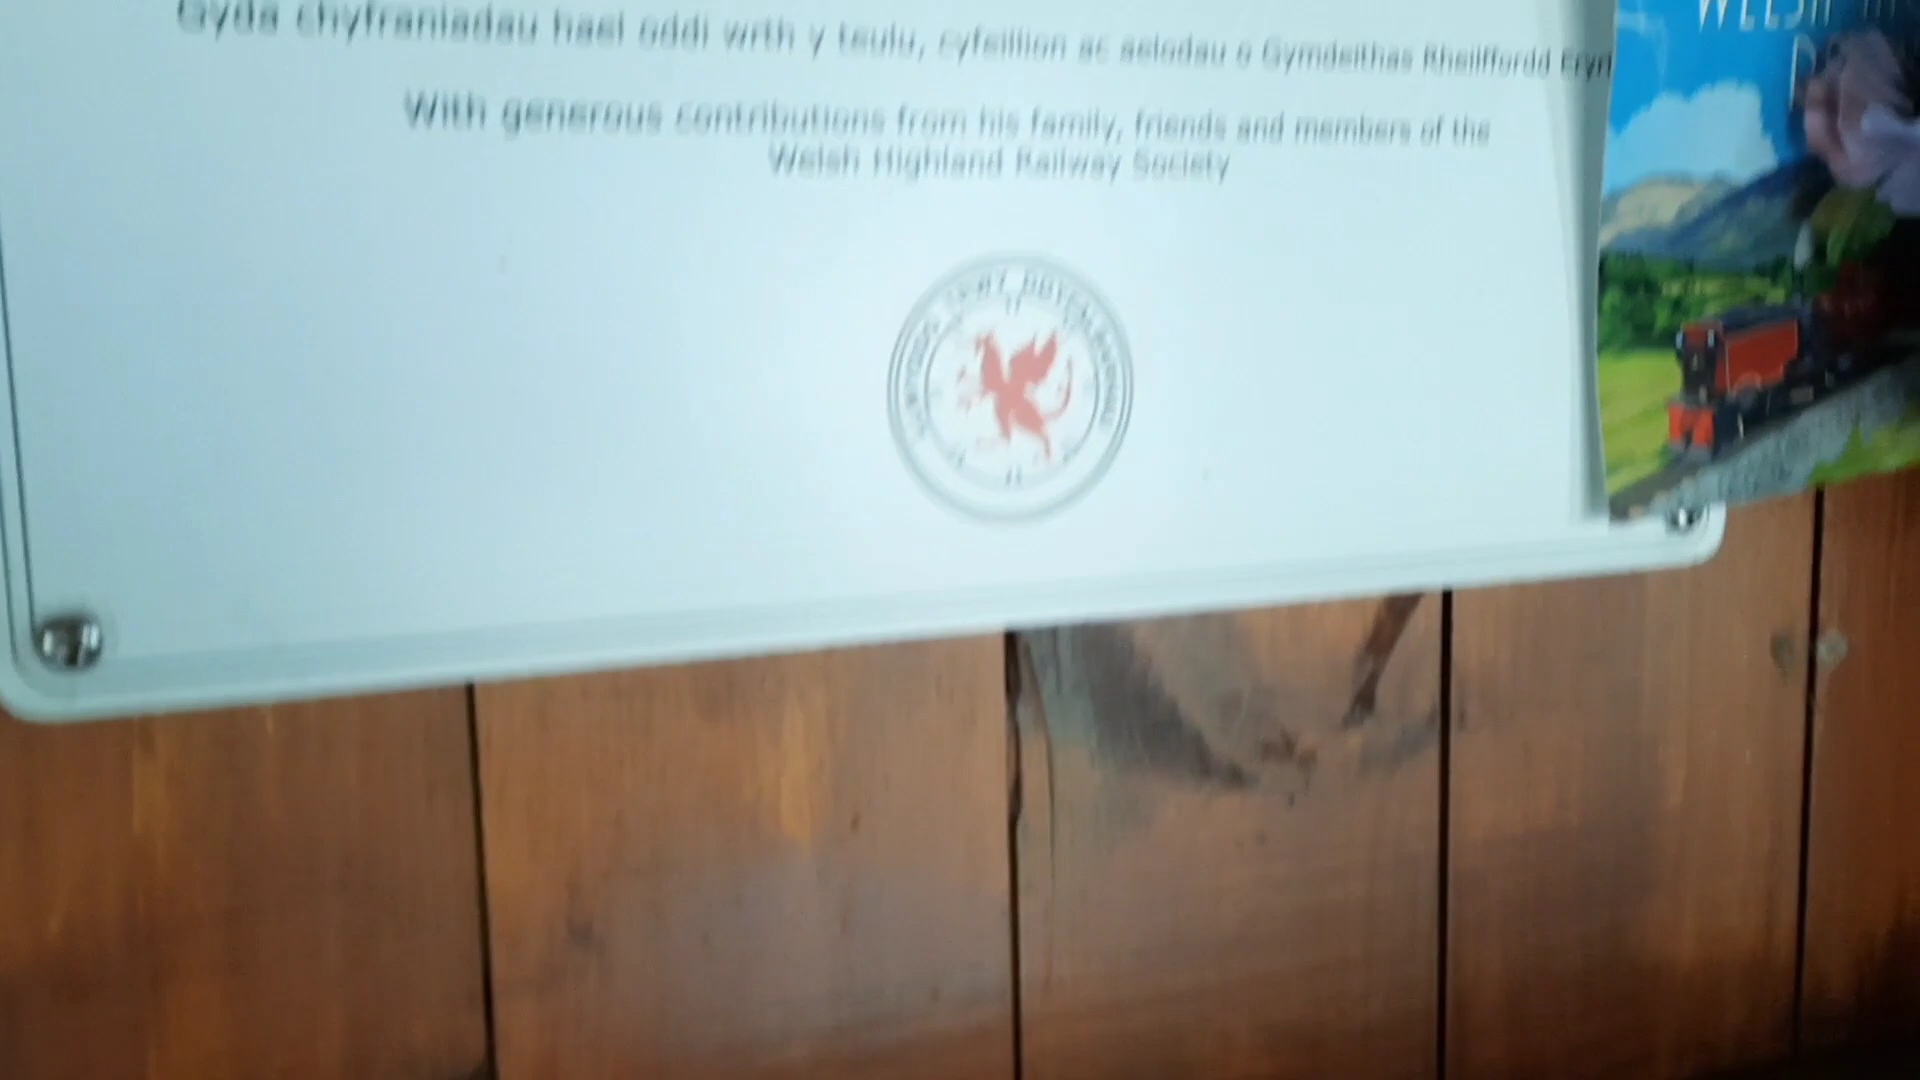 Gyda chyfraniadau hael oddi wrth y teulu, cyfeillion ac aelodau o Gymdeithas Rheilffordd Eryri
With generous contributions from his family, friends and members of the
Welsh Highland Railway Society
WELSH